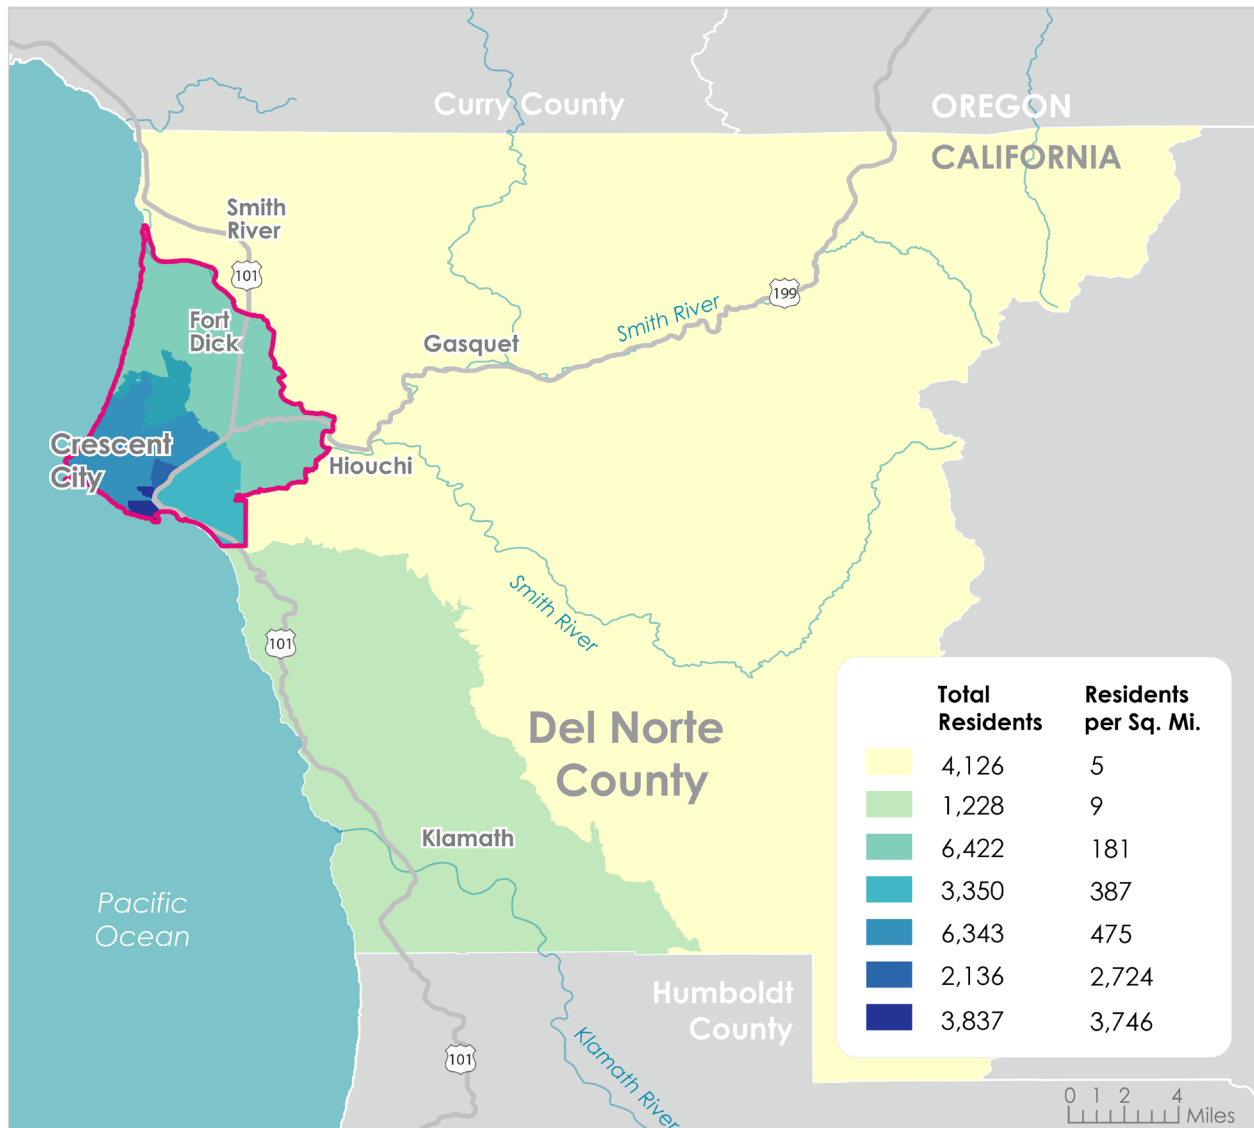 Curry County
OREGON
CALIFORNIA
Smith
River
101
199
Fort
Dick
Smith River
Gasquet
Crescent
City
Hiouchi
Smith River
101
Del Norte
County
Klamath
Pacific
Ocean
Humboldt
County
Klamath River
101
Total
Residents
Residents
per Sq. Mi.
4,126 5
1,228 9
6,422 181
3,350 387
6,343 475
2,136 2,724
3,837 3,746
0 1 2 4
Miles